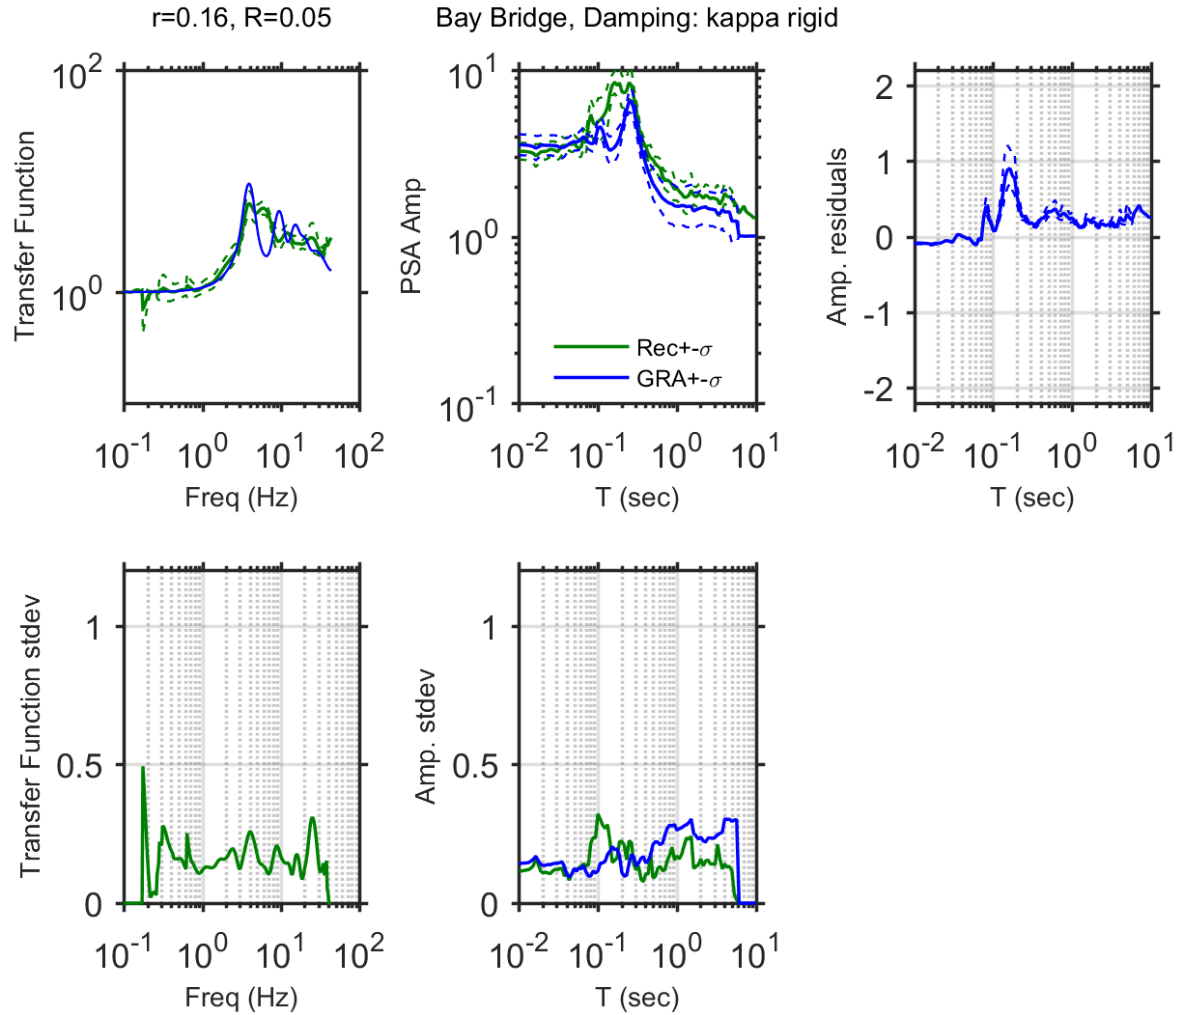 r=0.16, R=0.05
Bay Bridge, Damping: kappa rigid
Transfer Function
10^2
10^0
10^-1 10^0 10^1 10^2
Freq (Hz)
PSA Amp
10^1
10^0
10^-1
Rec+-σ
GRA+-σ
10^-2 10^-1 10^0 10^1
T (sec)
Amp. residuals
2
1
0
-1
-2
10^-2 10^-1 10^0 10^1
T (sec)
Transfer Function stdev
1
0.5
0
10^-1 10^0 10^1 10^2
Freq (Hz)
Amp. stdev
1
0.5
0
10^-2 10^-1 10^0 10^1
T (sec)